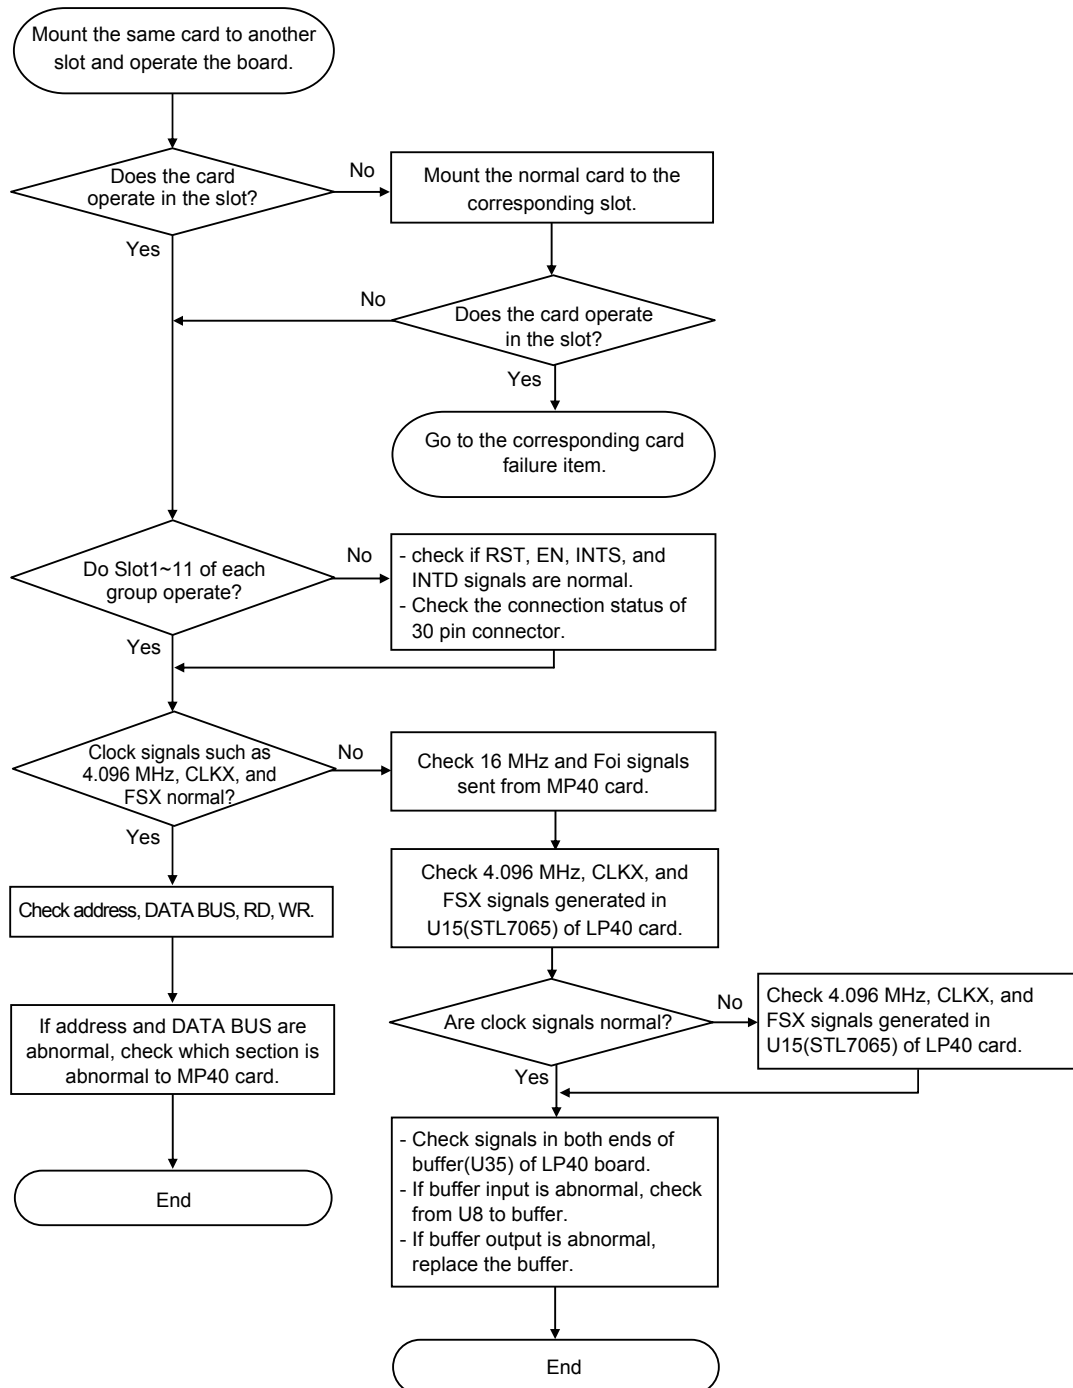 Mount the same card to another
slot and operate the board.
Does the card
operate in the slot?
No
Mount the normal card to the
corresponding slot.
Yes
No
Does the card operate
in the slot?
Yes
Go to the corresponding card
failure item.
Do Slot1~11 of each
group operate?
No
- check if RST, EN, INTS, and
INTD signals are normal.
- Check the connection status of
30 pin connector.
Yes
Clock signals such as
4.096 MHz, CLKX, and
FSX normal?
No
Check 16 MHz and Foi signals
sent from MP40 card.
Yes
Check 4.096 MHz, CLKX, and
FSX signals generated in
U15(STL7065) of LP40 card.
Check address, DATA BUS, RD, WR.
Are clock signals normal?
No
Check 4.096 MHz, CLKX, and
FSX signals generated in
U15(STL7065) of LP40 card.
If address and DATA BUS are
abnormal, check which section is
abnormal to MP40 card.
Yes
- Check signals in both ends of
buffer(U35) of LP40 board.
- If buffer input is abnormal, check
from U8 to buffer.
- If buffer output is abnormal,
replace the buffer.
End
End